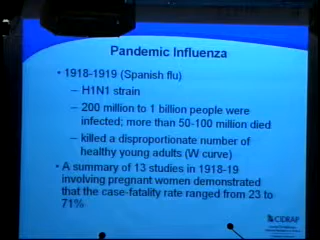 Pandemic Influenza
• 1918-1919 (Spanish flu)
– H1N1 strain
– 200 million to 1 billion people were
infected; more than 50-100 million died
– killed a disproportionate number of
healthy young adults (W curve)
• A summary of 13 studies in 1918-19
involving pregnant women demonstrated
that the case-fatality rate ranged from 23 to
71%
CIDRAP